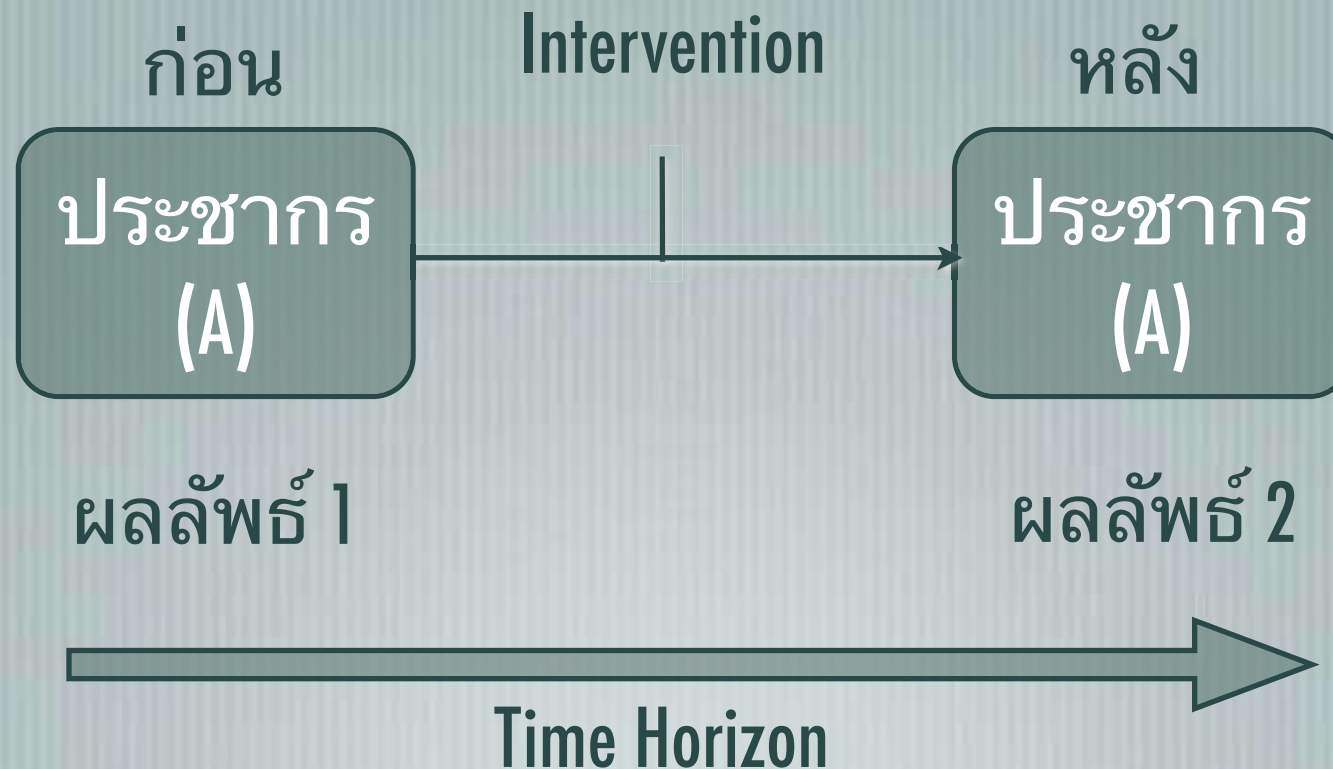 ก่อน
Intervention
หลัง
ประชากร
(A)
ประชากร
(A)
ผลลัพธ์ 1
ผลลัพธ์ 2
Time Horizon